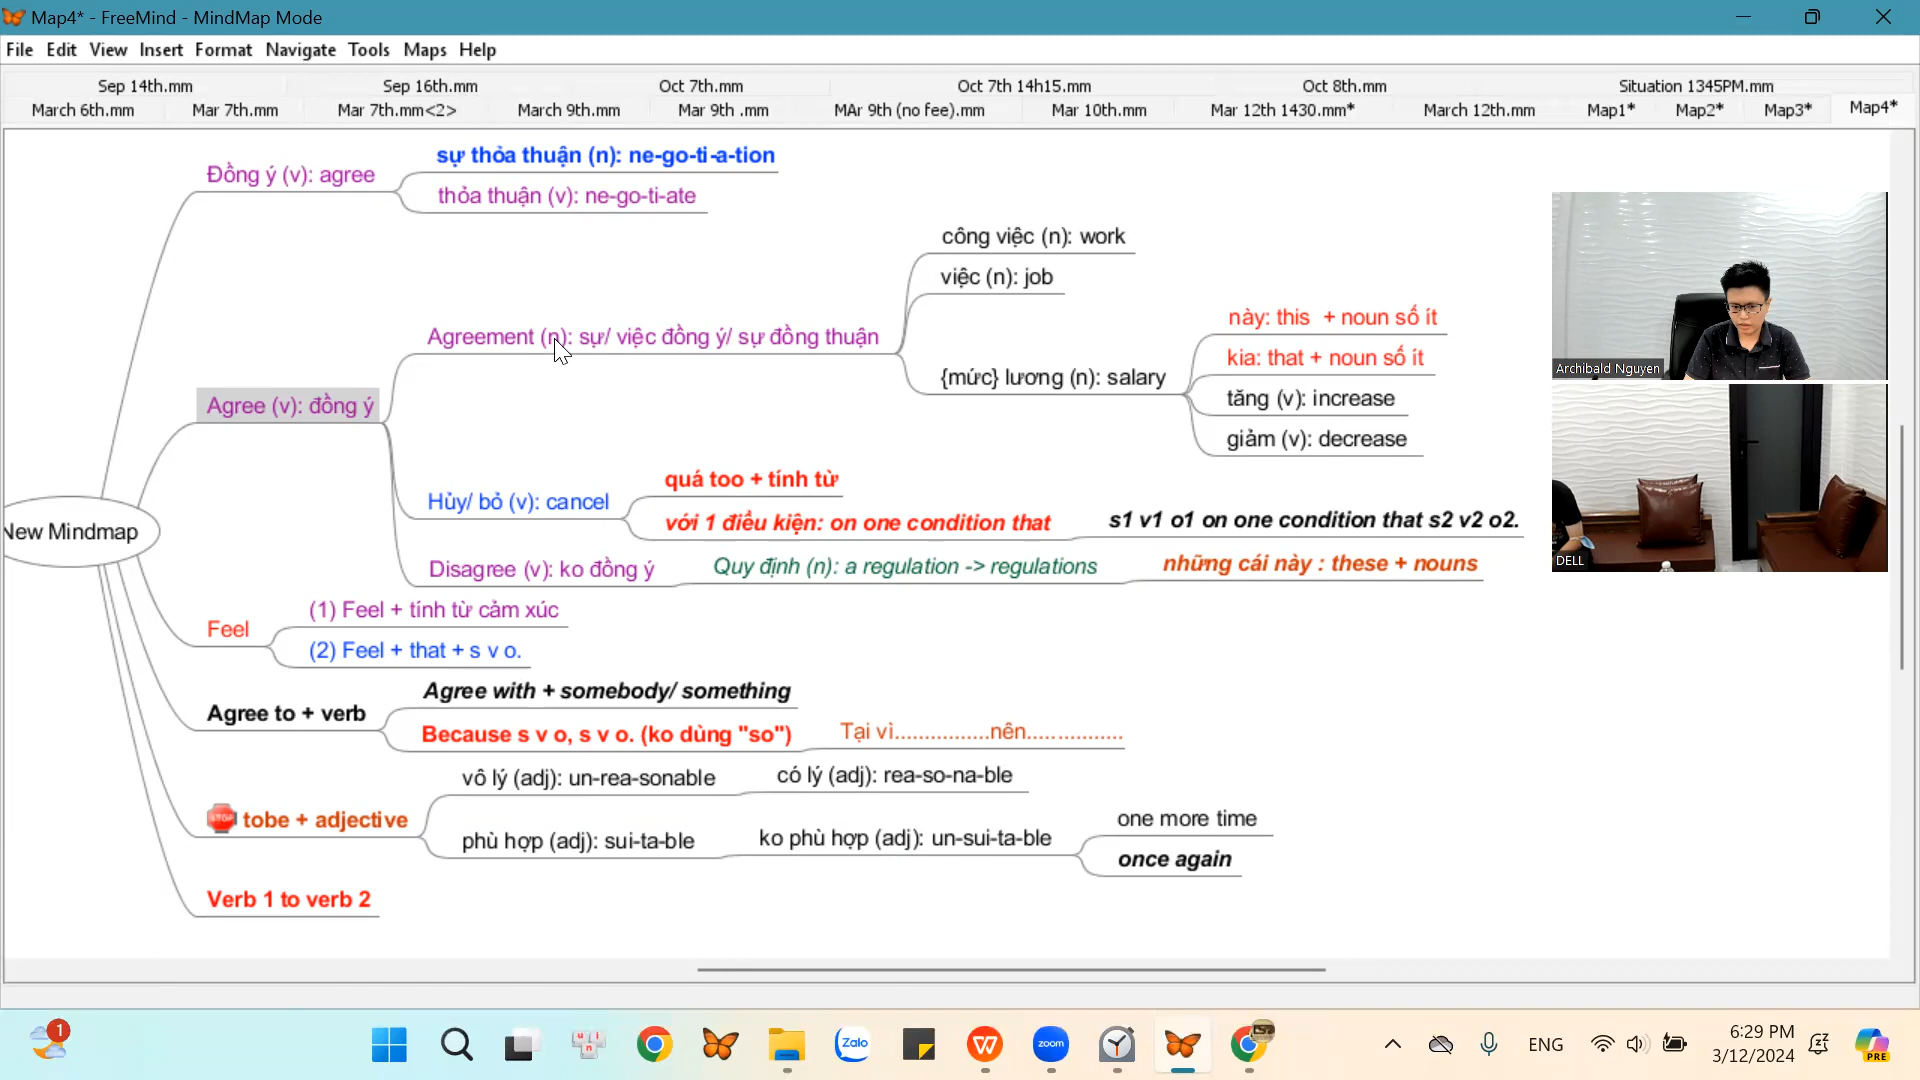 Map4* - FreeMind - MindMap Mode
File Edit View Insert Format Navigate Tools Maps Help
Sep 14th.mm Sep 16th.mm Oct 7th.mm Oct 7th 14h15.mm Oct 8th.mm Situation 1345PM.mm
March 6th.mm Mar 7th.mm Mar 7th.mm<2> March 9th.mm Mar 9th .mm MAr 9th (no fee).mm Mar 10th.mm Mar 12th 1430.mm* March 12th.mm Map1* Map2* Map3* Map4*
New Mindmap
Đồng ý (v): agree
sự thỏa thuận (n): ne-go-ti-a-tion
thỏa thuận (v): ne-go-ti-ate
Agree (v): đồng ý
Agreement (n): sự/ việc đồng ý/ sự đồng thuận
công việc (n): work
việc (n): job
{mức} lương (n): salary
này: this + noun số ít
kia: that + noun số ít
tăng (v): increase
giảm (v): decrease
Hủy/ bỏ (v): cancel
quá too + tính từ
với 1 điều kiện: on one condition that
s1 v1 o1 on one condition that s2 v2 o2.
Disagree (v): ko đồng ý
Quy định (n): a regulation -> regulations
những cái này : these + nouns
Feel
(1) Feel + tính từ cảm xúc
(2) Feel + that + s v o.
Agree to + verb
Agree with + somebody/ something
Because s v o, s v o. (ko dùng "so")
Tại vì................nên................
STOP
tobe + adjective
vô lý (adj): un-rea-sonable
có lý (adj): rea-so-na-ble
phù hợp (adj): sui-ta-ble
ko phù hợp (adj): un-sui-ta-ble
one more time
once again
Verb 1 to verb 2
Archibald Nguyen
DELL
1
Zalo
zoom
ENG
6:29 PM
3/12/2024
PRE